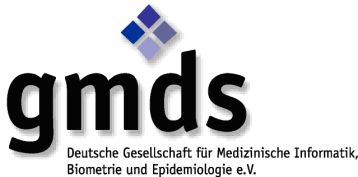 gmds
Deutsche Gesellschaft für Medizinische Informatik,
Biometrie und Epidemiologie e.V.